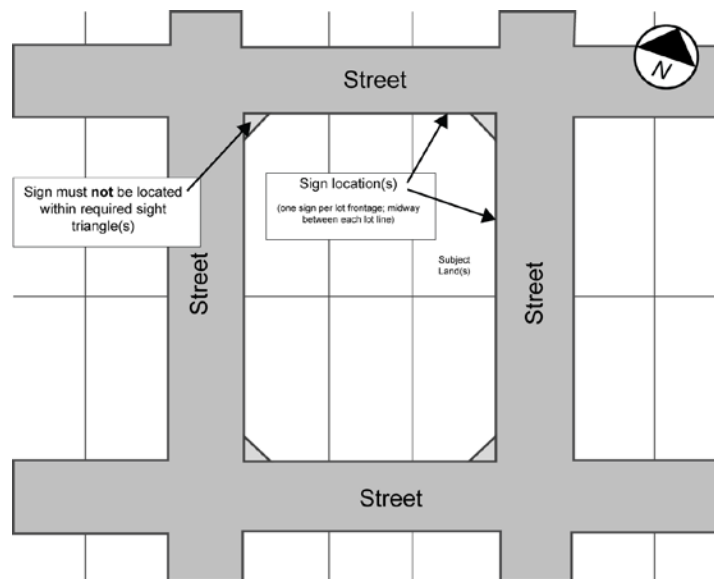 Street
N
Sign must not be located
within required sight
triangle(s)
Sign location(s)
(one sign per lot frontage; midway
between each lot line)
Subject
Land(s)
Street
Street
Street